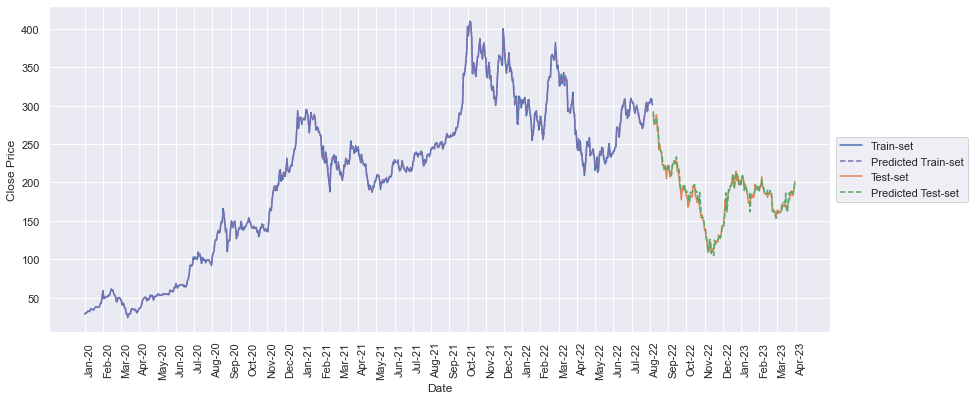 400
350
300
250
200
150
100
50
Close Price
Jan-20
Feb-20
Mar-20
Apr-20
May-20
Jun-20
Jul-20
Aug-20
Sep-20
Oct-20
Nov-20
Dec-20
Jan-21
Feb-21
Mar-21
Apr-21
May-21
Jun-21
Jul-21
Aug-21
Sep-21
Oct-21
Nov-21
Dec-21
Jan-22
Feb-22
Mar-22
Apr-22
May-22
Jun-22
Jul-22
Aug-22
Sep-22
Oct-22
Nov-22
Dec-22
Jan-23
Feb-23
Mar-23
Apr-23
Date
Train-set
Predicted Train-set
Test-set
Predicted Test-set